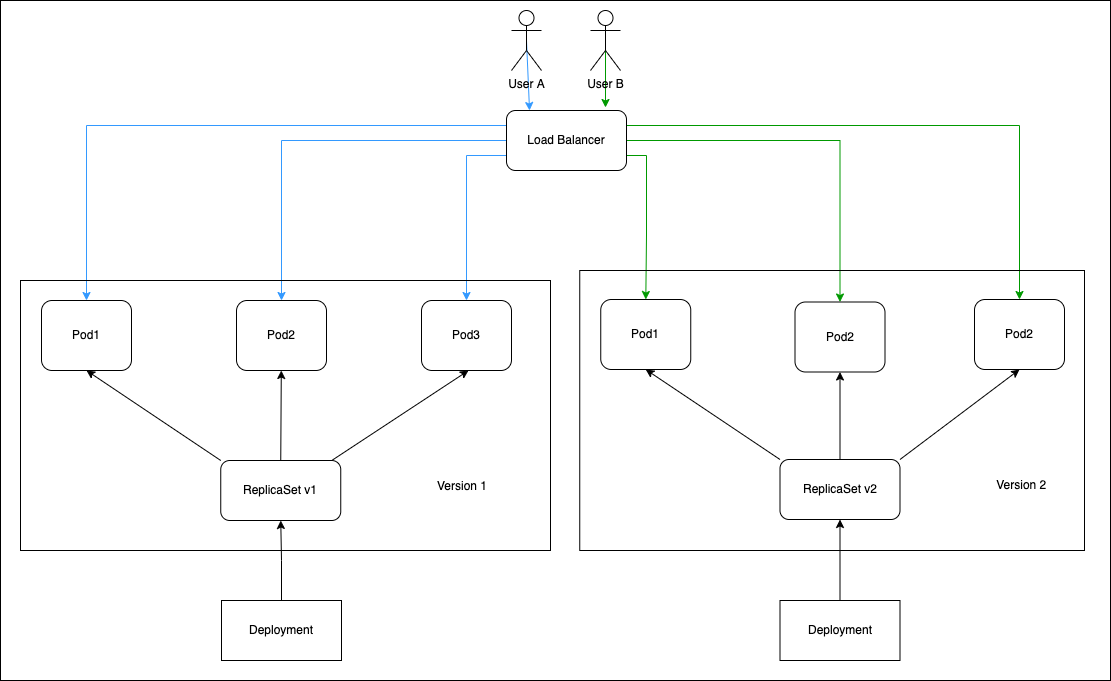 User A
User B
Load Balancer
Pod1
Pod2
Pod3
Pod1
Pod2
Pod2
ReplicaSet v1
Version 1
ReplicaSet v2
Version 2
Deployment
Deployment